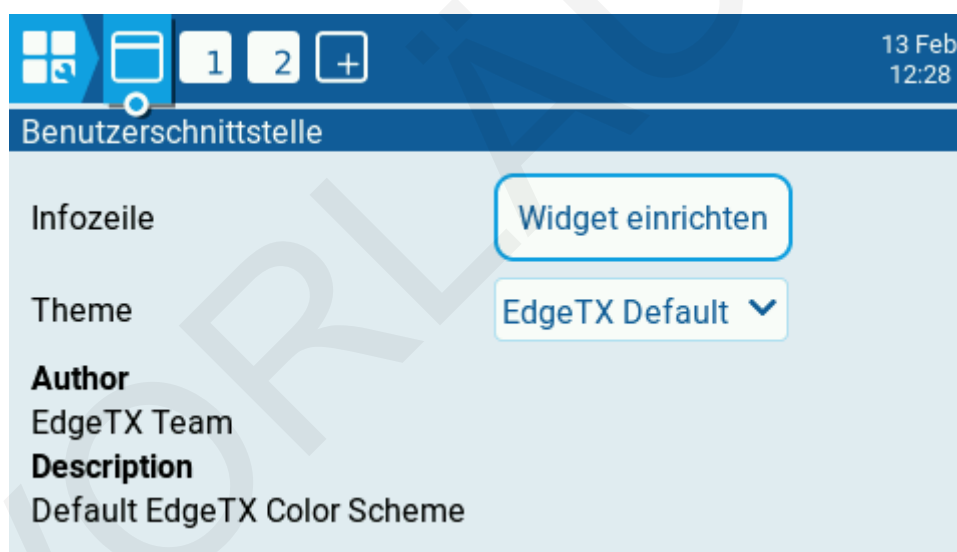 1 2 + 13 Feb
12:28
Benutzerschnittstelle
Infozeile Widget einrichten
Theme EdgeTX Default
Author
EdgeTX Team
Description
Default EdgeTX Color Scheme
VORLÄU